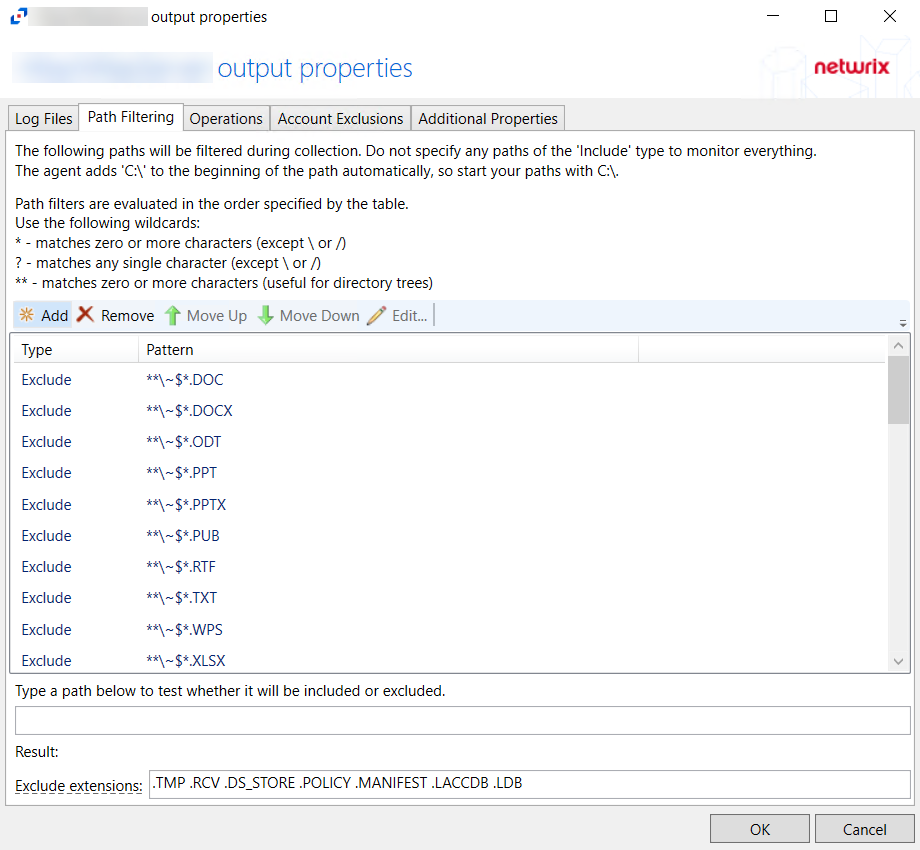 output properties
output properties
netwrix
Log Files Path Filtering Operations Account Exclusions Additional Properties
The following paths will be filtered during collection. Do not specify any paths of the 'Include' type to monitor everything.
The agent adds 'C:\' to the beginning of the path automatically, so start your paths with C:\.
Path filters are evaluated in the order specified by the table.
Use the following wildcards:
* - matches zero or more characters (except \ or /)
? - matches any single character (except \ or /)
** - matches zero or more characters (useful for directory trees)
Add Remove Move Up Move Down Edit...
Type Pattern
Exclude **\~$*.DOC
Exclude **\~$*.DOCX
Exclude **\~$*.ODT
Exclude **\~$*.PPT
Exclude **\~$*.PPTX
Exclude **\~$*.PUB
Exclude **\~$*.RTF
Exclude **\~$*.TXT
Exclude **\~$*.WPS
Exclude **\~$*.XLSX
Type a path below to test whether it will be included or excluded.
Result:
Exclude extensions: .TMP .RCV .DS_STORE .POLICY .MANIFEST .LACCDB .LDB
OK Cancel